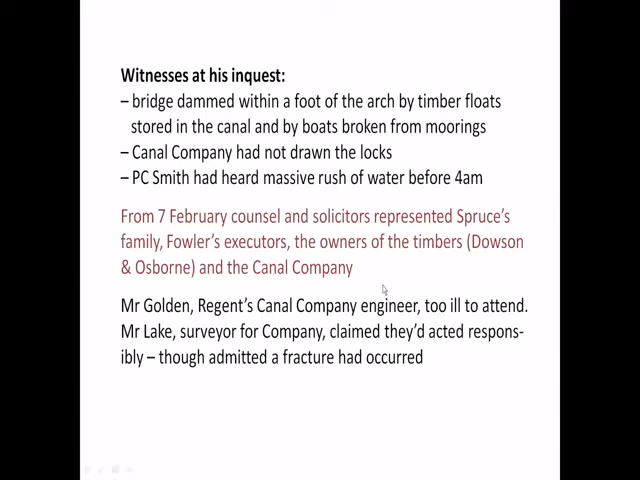 Witnesses at his inquest:
– bridge dammed within a foot of the arch by timber floats
stored in the canal and by boats broken from moorings
– Canal Company had not drawn the locks
– PC Smith had heard massive rush of water before 4am
From 7 February counsel and solicitors represented Spruce's
family, Fowler's executors, the owners of the timbers (Dowson
& Osborne) and the Canal Company
Mr Golden, Regent's Canal Company engineer, too ill to attend.
Mr Lake, surveyor for Company, claimed they'd acted respons-
ibly – though admitted a fracture had occurred